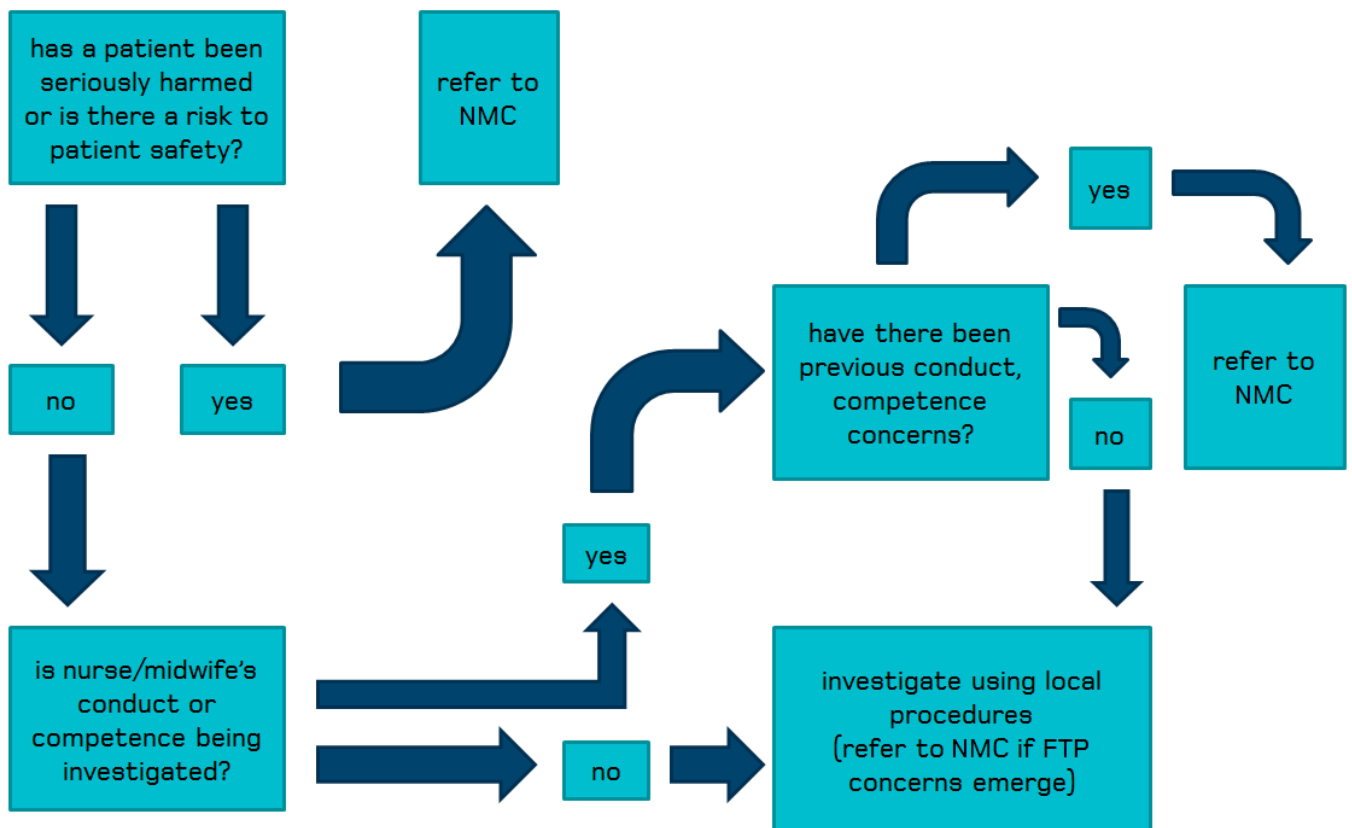 has a patient been
seriously harmed
or is there a risk to
patient safety?
refer to
NMC
no
yes
is nurse/midwife's
conduct or
competence being
investigated?
yes
no
have there been
previous conduct,
competence
concerns?
yes
no
refer to
NMC
investigate using local
procedures
(refer to NMC if FTP
concerns emerge)